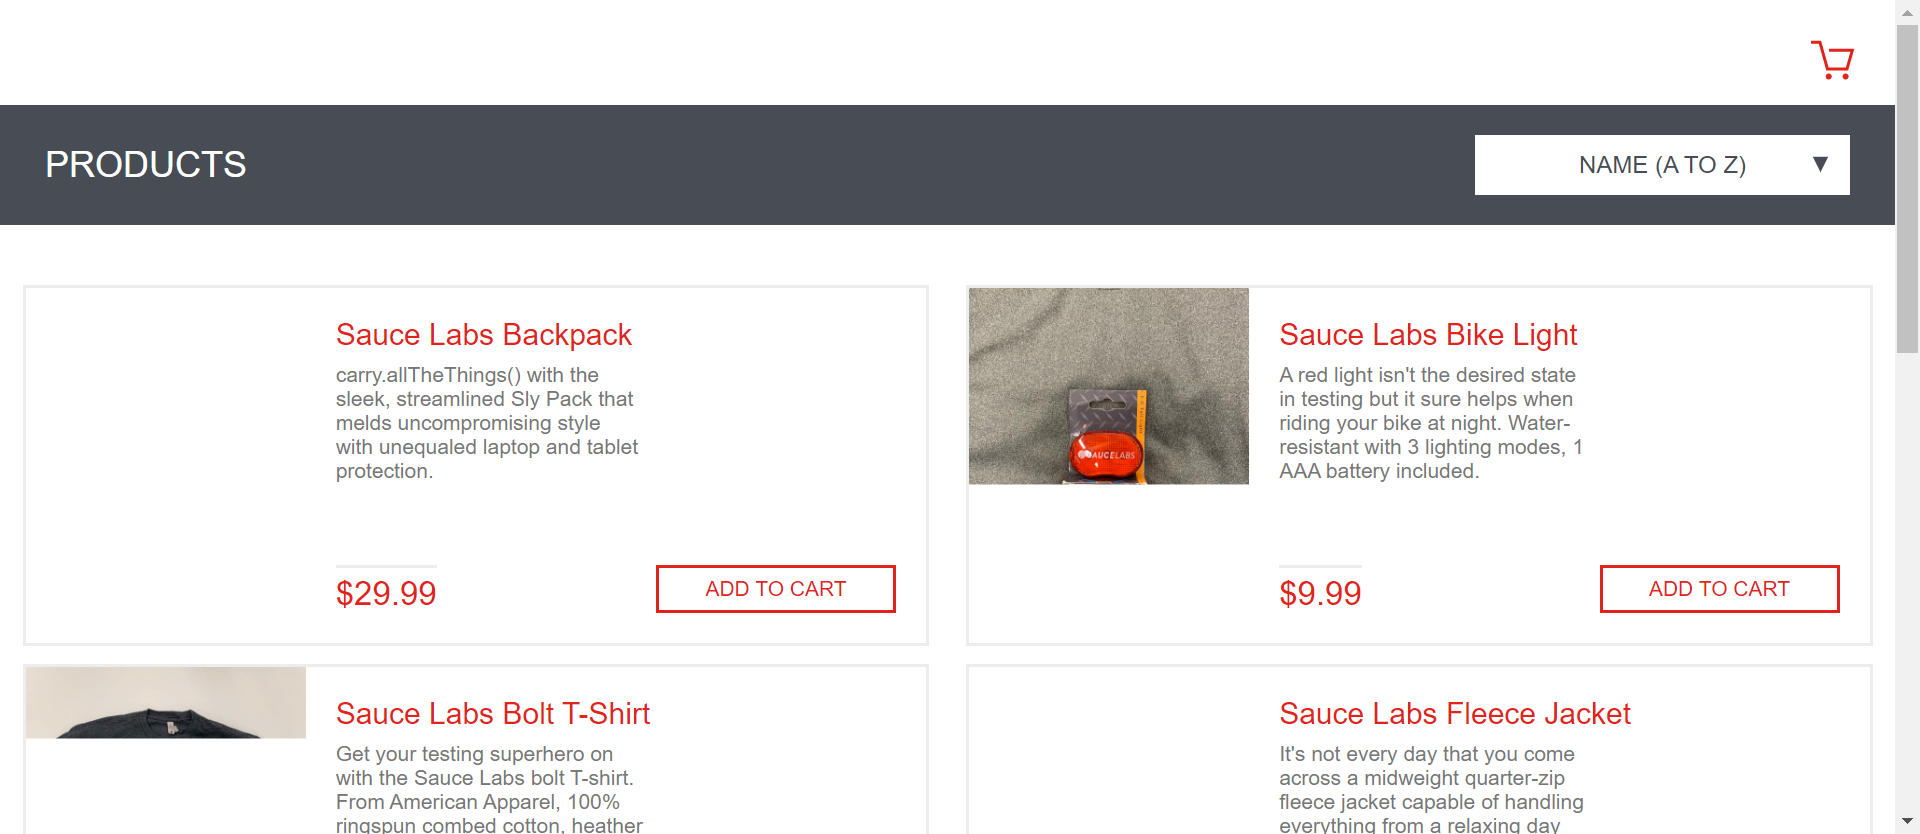 PRODUCTS
NAME (A TO Z)
Sauce Labs Backpack
carry.allTheThings() with the
sleek, streamlined Sly Pack that
melds uncompromising style
with unequaled laptop and tablet
protection.
$29.99
ADD TO CART
SAUCELABS
Sauce Labs Bike Light
A red light isn't the desired state
in testing but it sure helps when
riding your bike at night. Water-
resistant with 3 lighting modes, 1
AAA battery included.
$9.99
ADD TO CART
Sauce Labs Bolt T-Shirt
Get your testing superhero on
with the Sauce Labs bolt T-shirt.
From American Apparel, 100%
ringspun combed cotton, heather
Sauce Labs Fleece Jacket
It's not every day that you come
across a midweight quarter-zip
fleece jacket capable of handling
everything from a relaxing day